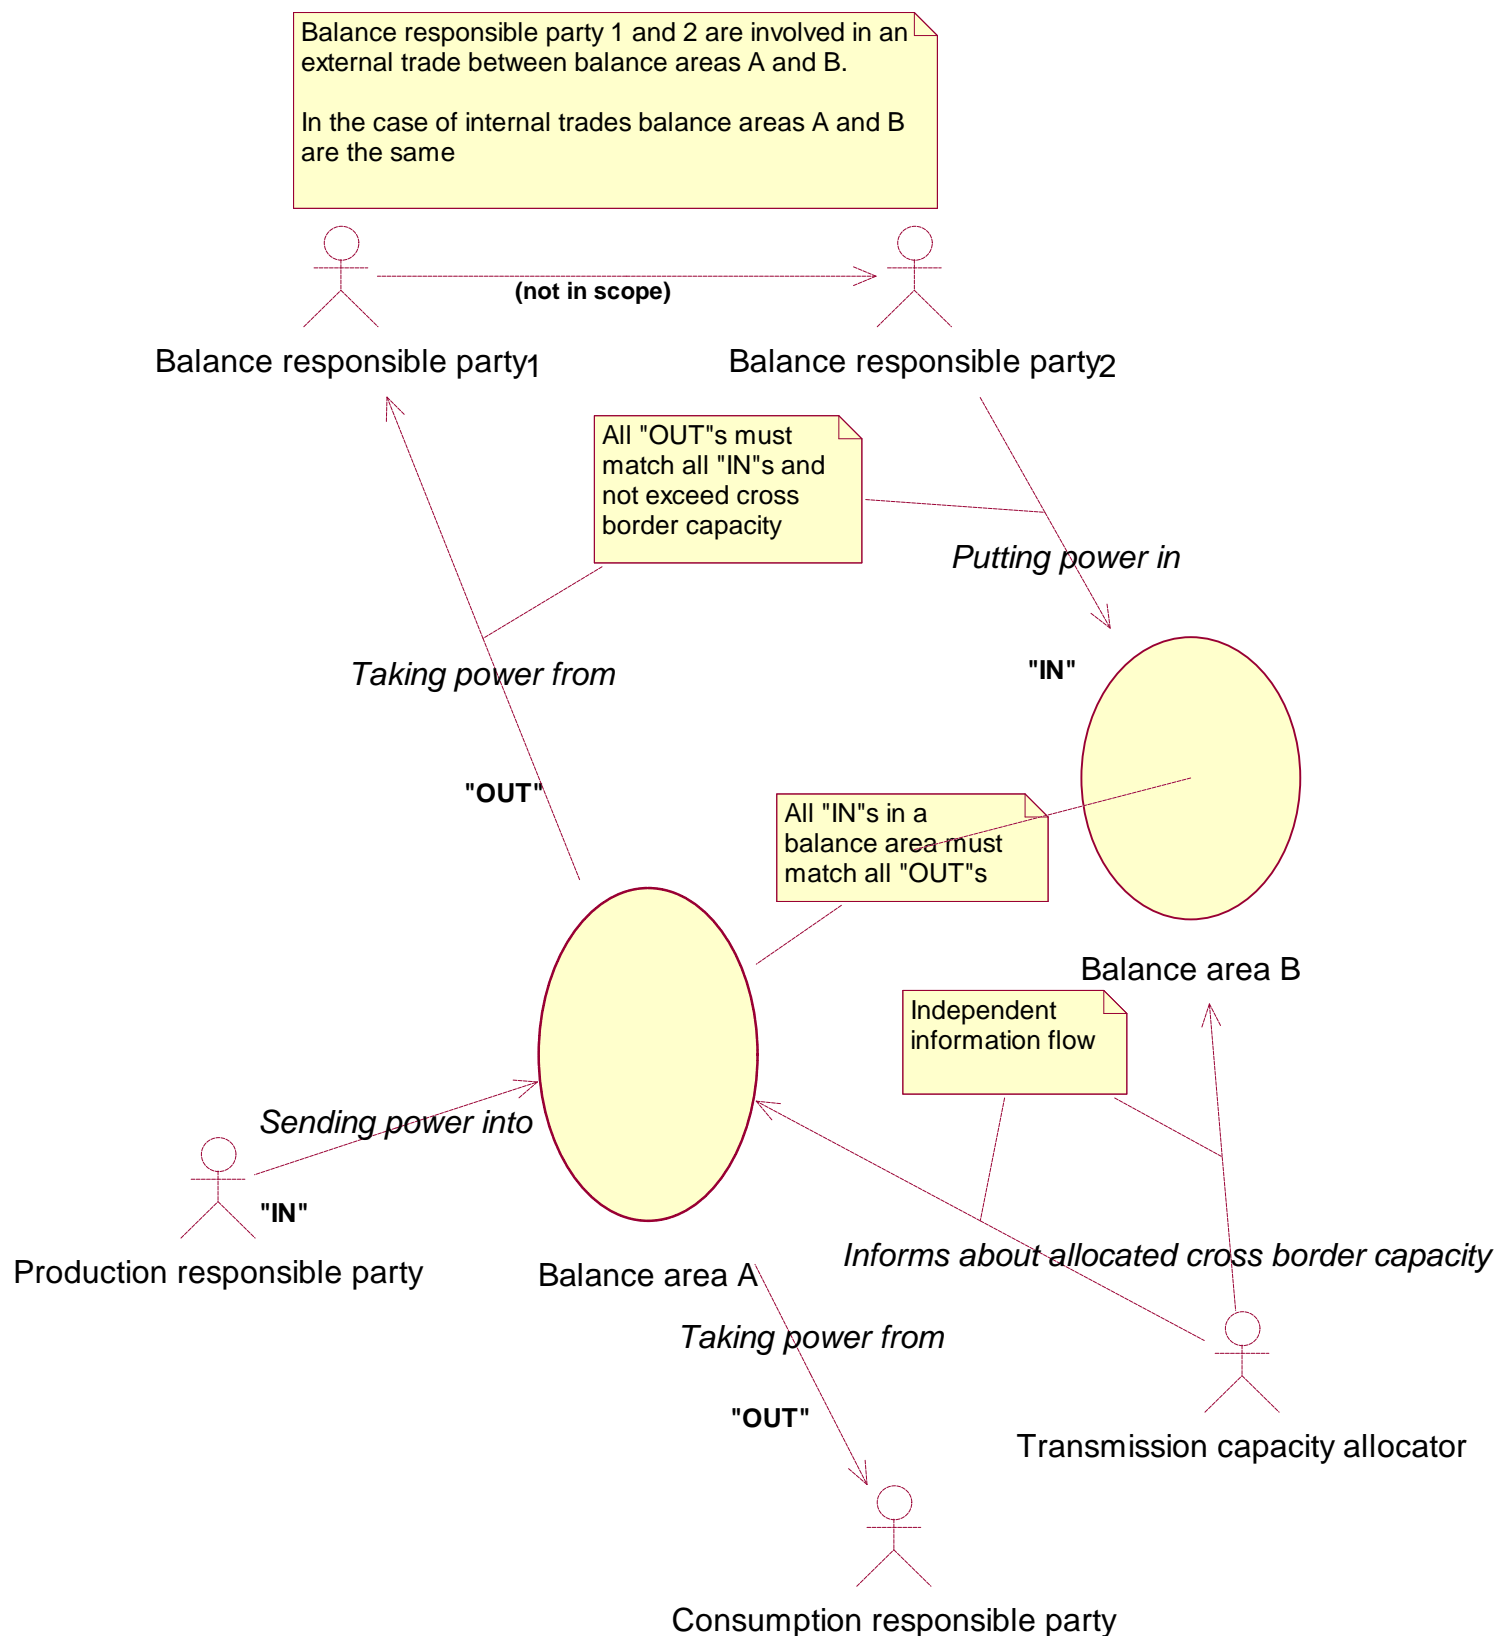 Balance responsible party 1 and 2 are involved in an
external trade between balance areas A and B.
In the case of internal trades balance areas A and B
are the same
(not in scope)
Balance responsible party1
Balance responsible party2
All "OUT"s must
match all "IN"s and
not exceed cross
border capacity
Putting power in
Taking power from
"IN"
"OUT"
All "IN"s in a
balance area must
match all "OUT"s
Balance area B
Independent
information flow
Sending power into
"IN"
Production responsible party
Balance area A
Informs about allocated cross border capacity
Taking power from
"OUT"
Transmission capacity allocator
Consumption responsible party